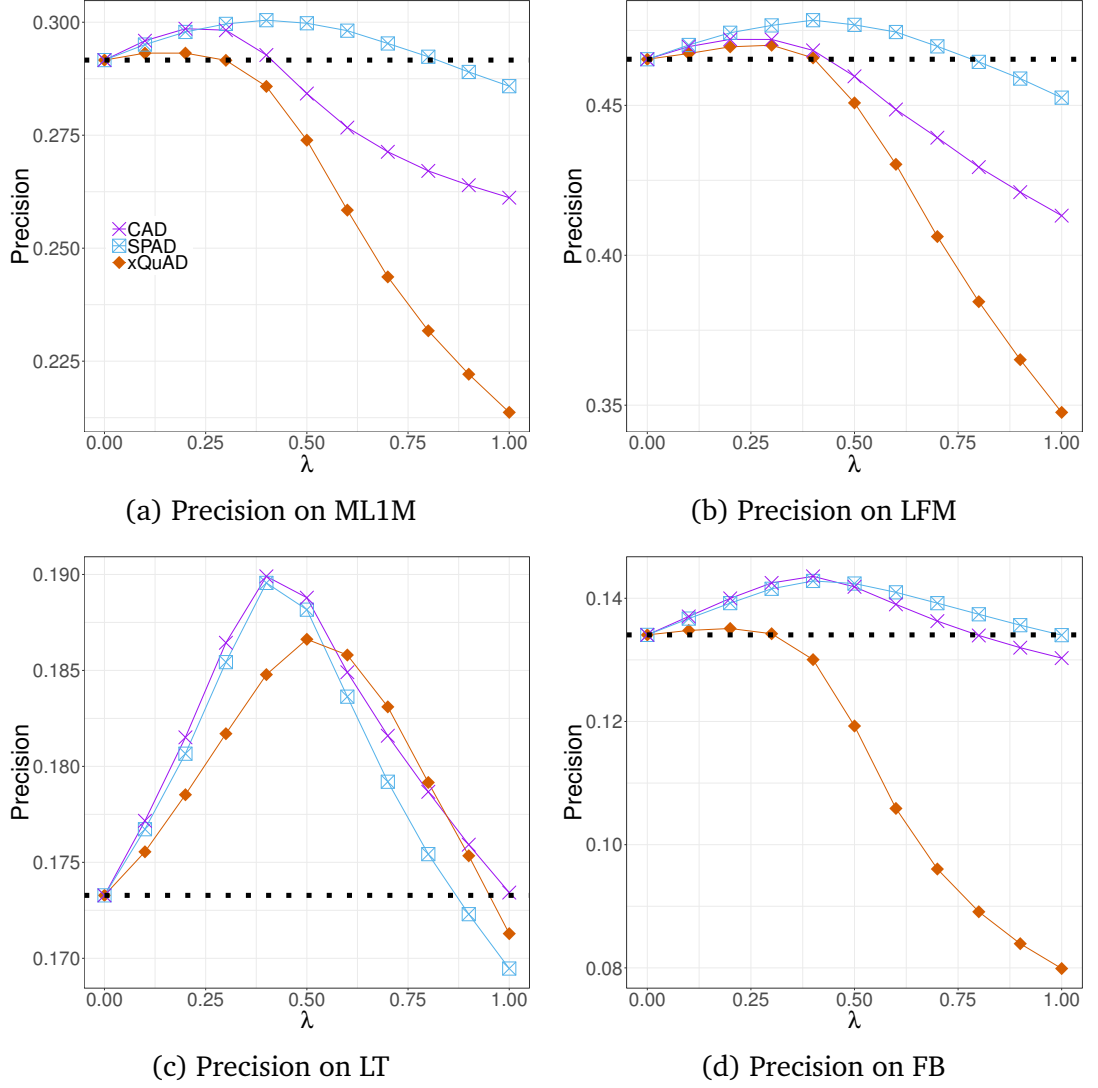 0.300
0.275
0.250
0.225
Precision
CAD
SPAD
xQuAD
0.00 0.25 0.50 0.75 1.00
λ
(a) Precision on ML1M
0.45
0.40
0.35
Precision
0.00 0.25 0.50 0.75 1.00
λ
(b) Precision on LFM
0.190
0.185
0.180
0.175
0.170
Precision
0.00 0.25 0.50 0.75 1.00
λ
(c) Precision on LT
0.14
0.12
0.10
0.08
Precision
0.00 0.25 0.50 0.75 1.00
λ
(d) Precision on FB